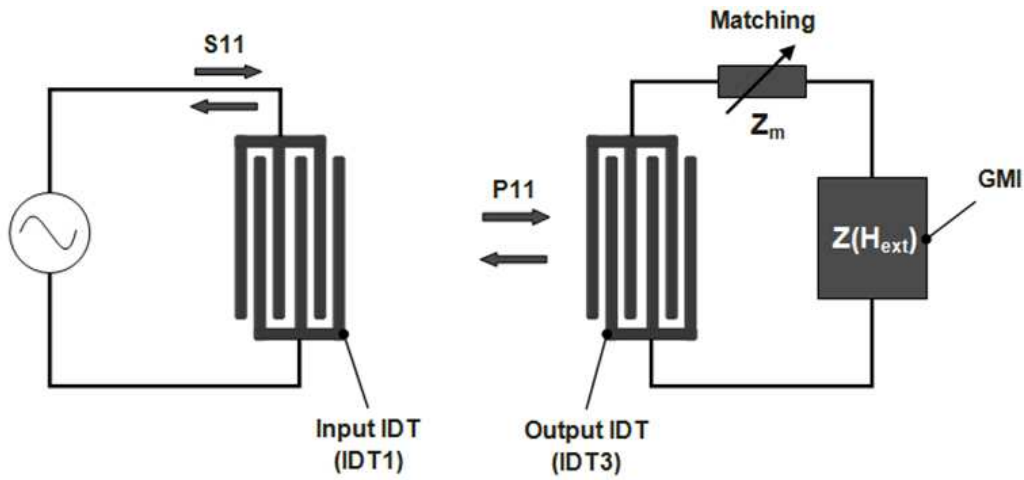 Matching
S11
Zm
P11
GMI
Z(Hext)
Input IDT
(IDT1)
Output IDT
(IDT3)